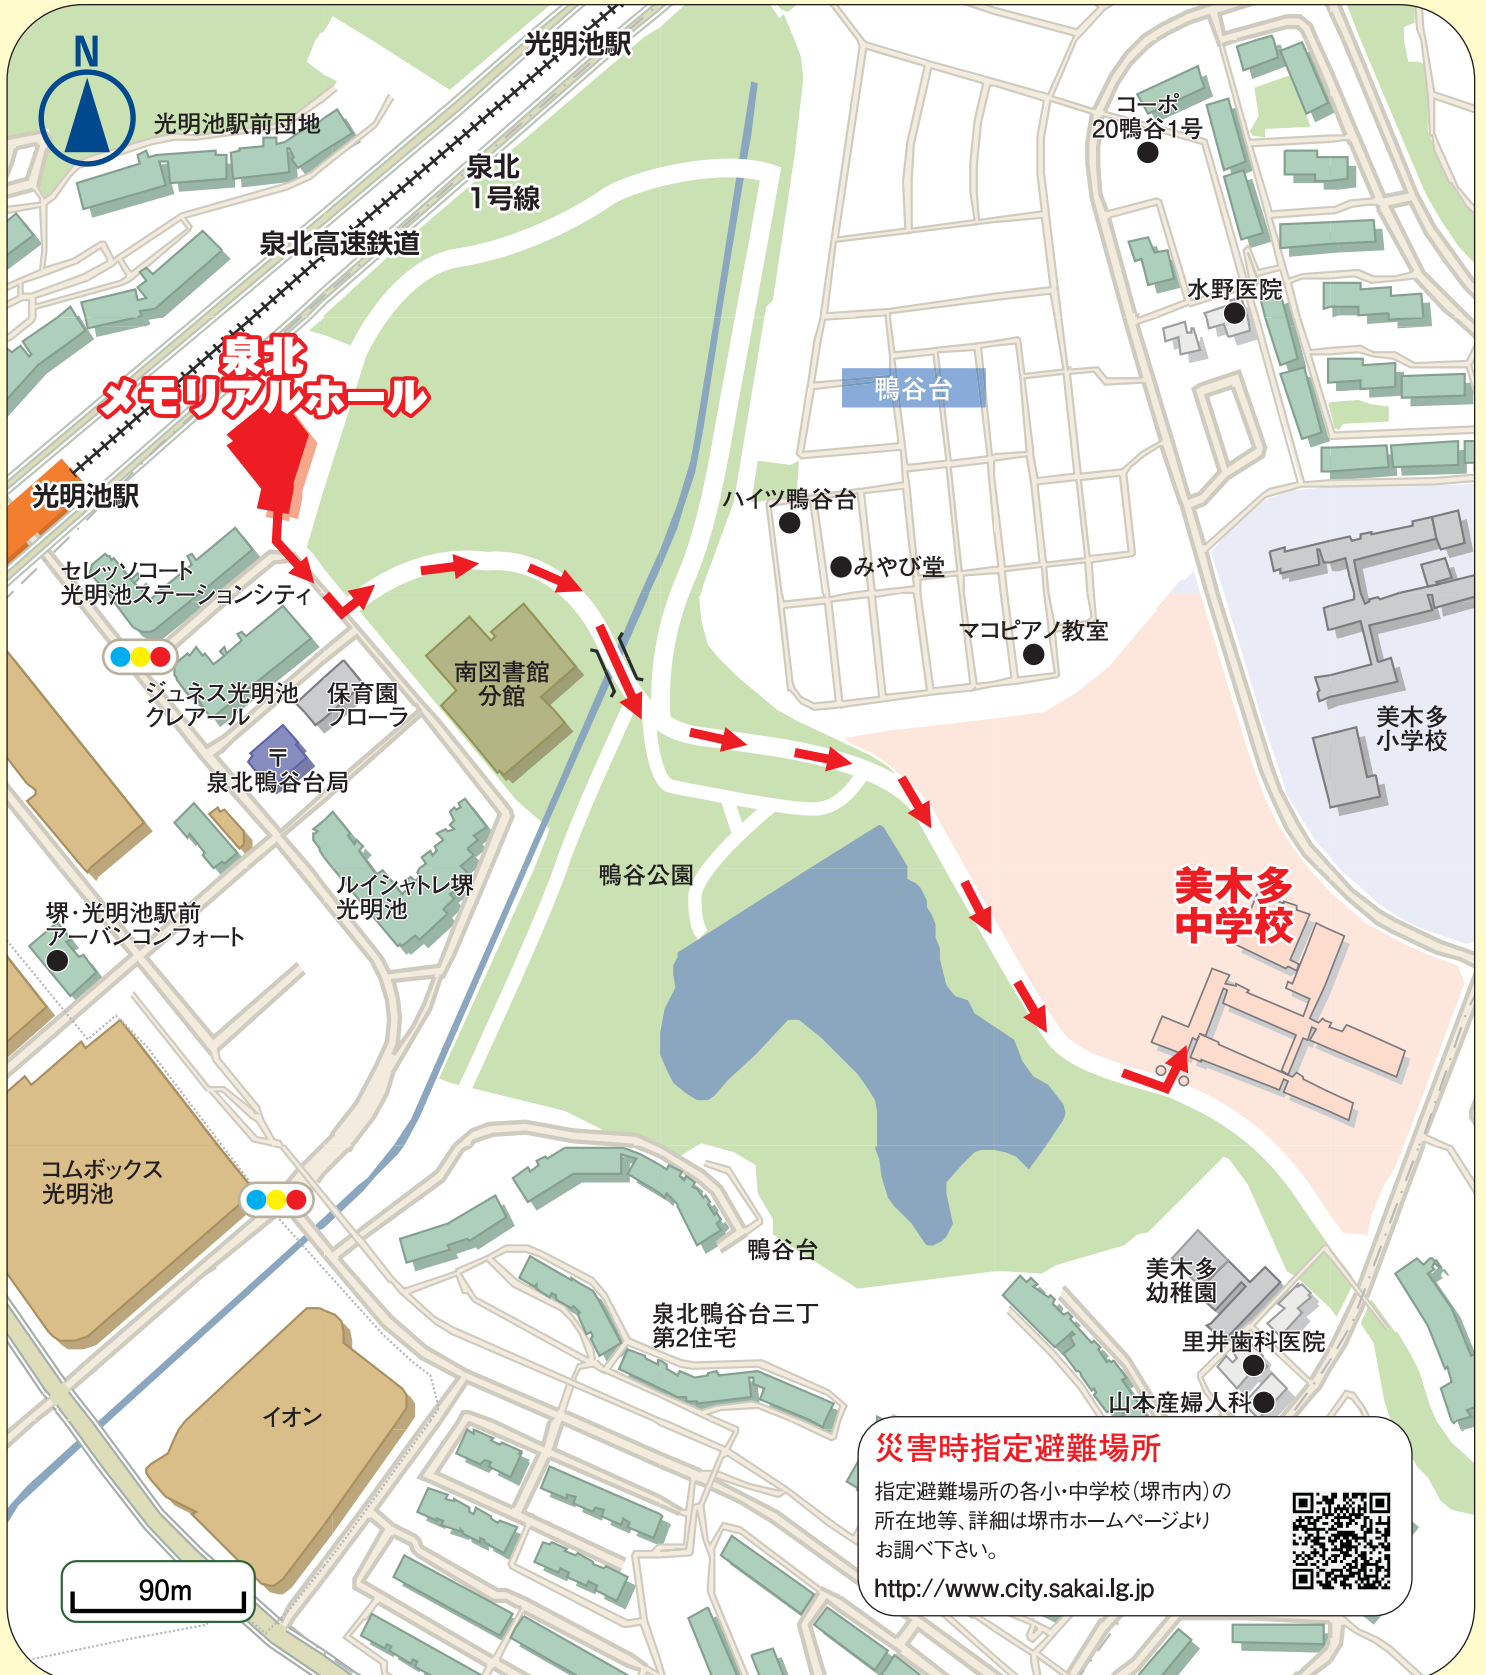 N
光明池駅
光明池駅前団地
泉北
1号線
泉北高速鉄道
コーポ
20鴨谷1号
水野医院
泉北
メモリアルホール
鴨谷台
光明池駅
ハイツ鴨谷台
みやび堂
セレッソコート
光明池ステーションシティ
マコピアノ教室
南図書館
分館
ジュネス光明池
クレアール
保育園
フローラ
美木多
小学校
〒
泉北鴨谷台局
鴨谷公園
ルイシャトレ堺
光明池
美木多
中学校
堺・光明池駅前
アーバンコンフォート
コムボックス
光明池
鴨谷台
美木多
幼稚園
泉北鴨谷台三丁
第2住宅
里井歯科医院
山本産婦人科
イオン
災害時指定避難場所
指定避難場所の各小・中学校（堺市内）の
所在地等、詳細は堺市ホームページより
お調べ下さい。
http://www.city.sakai.lg.jp
90m